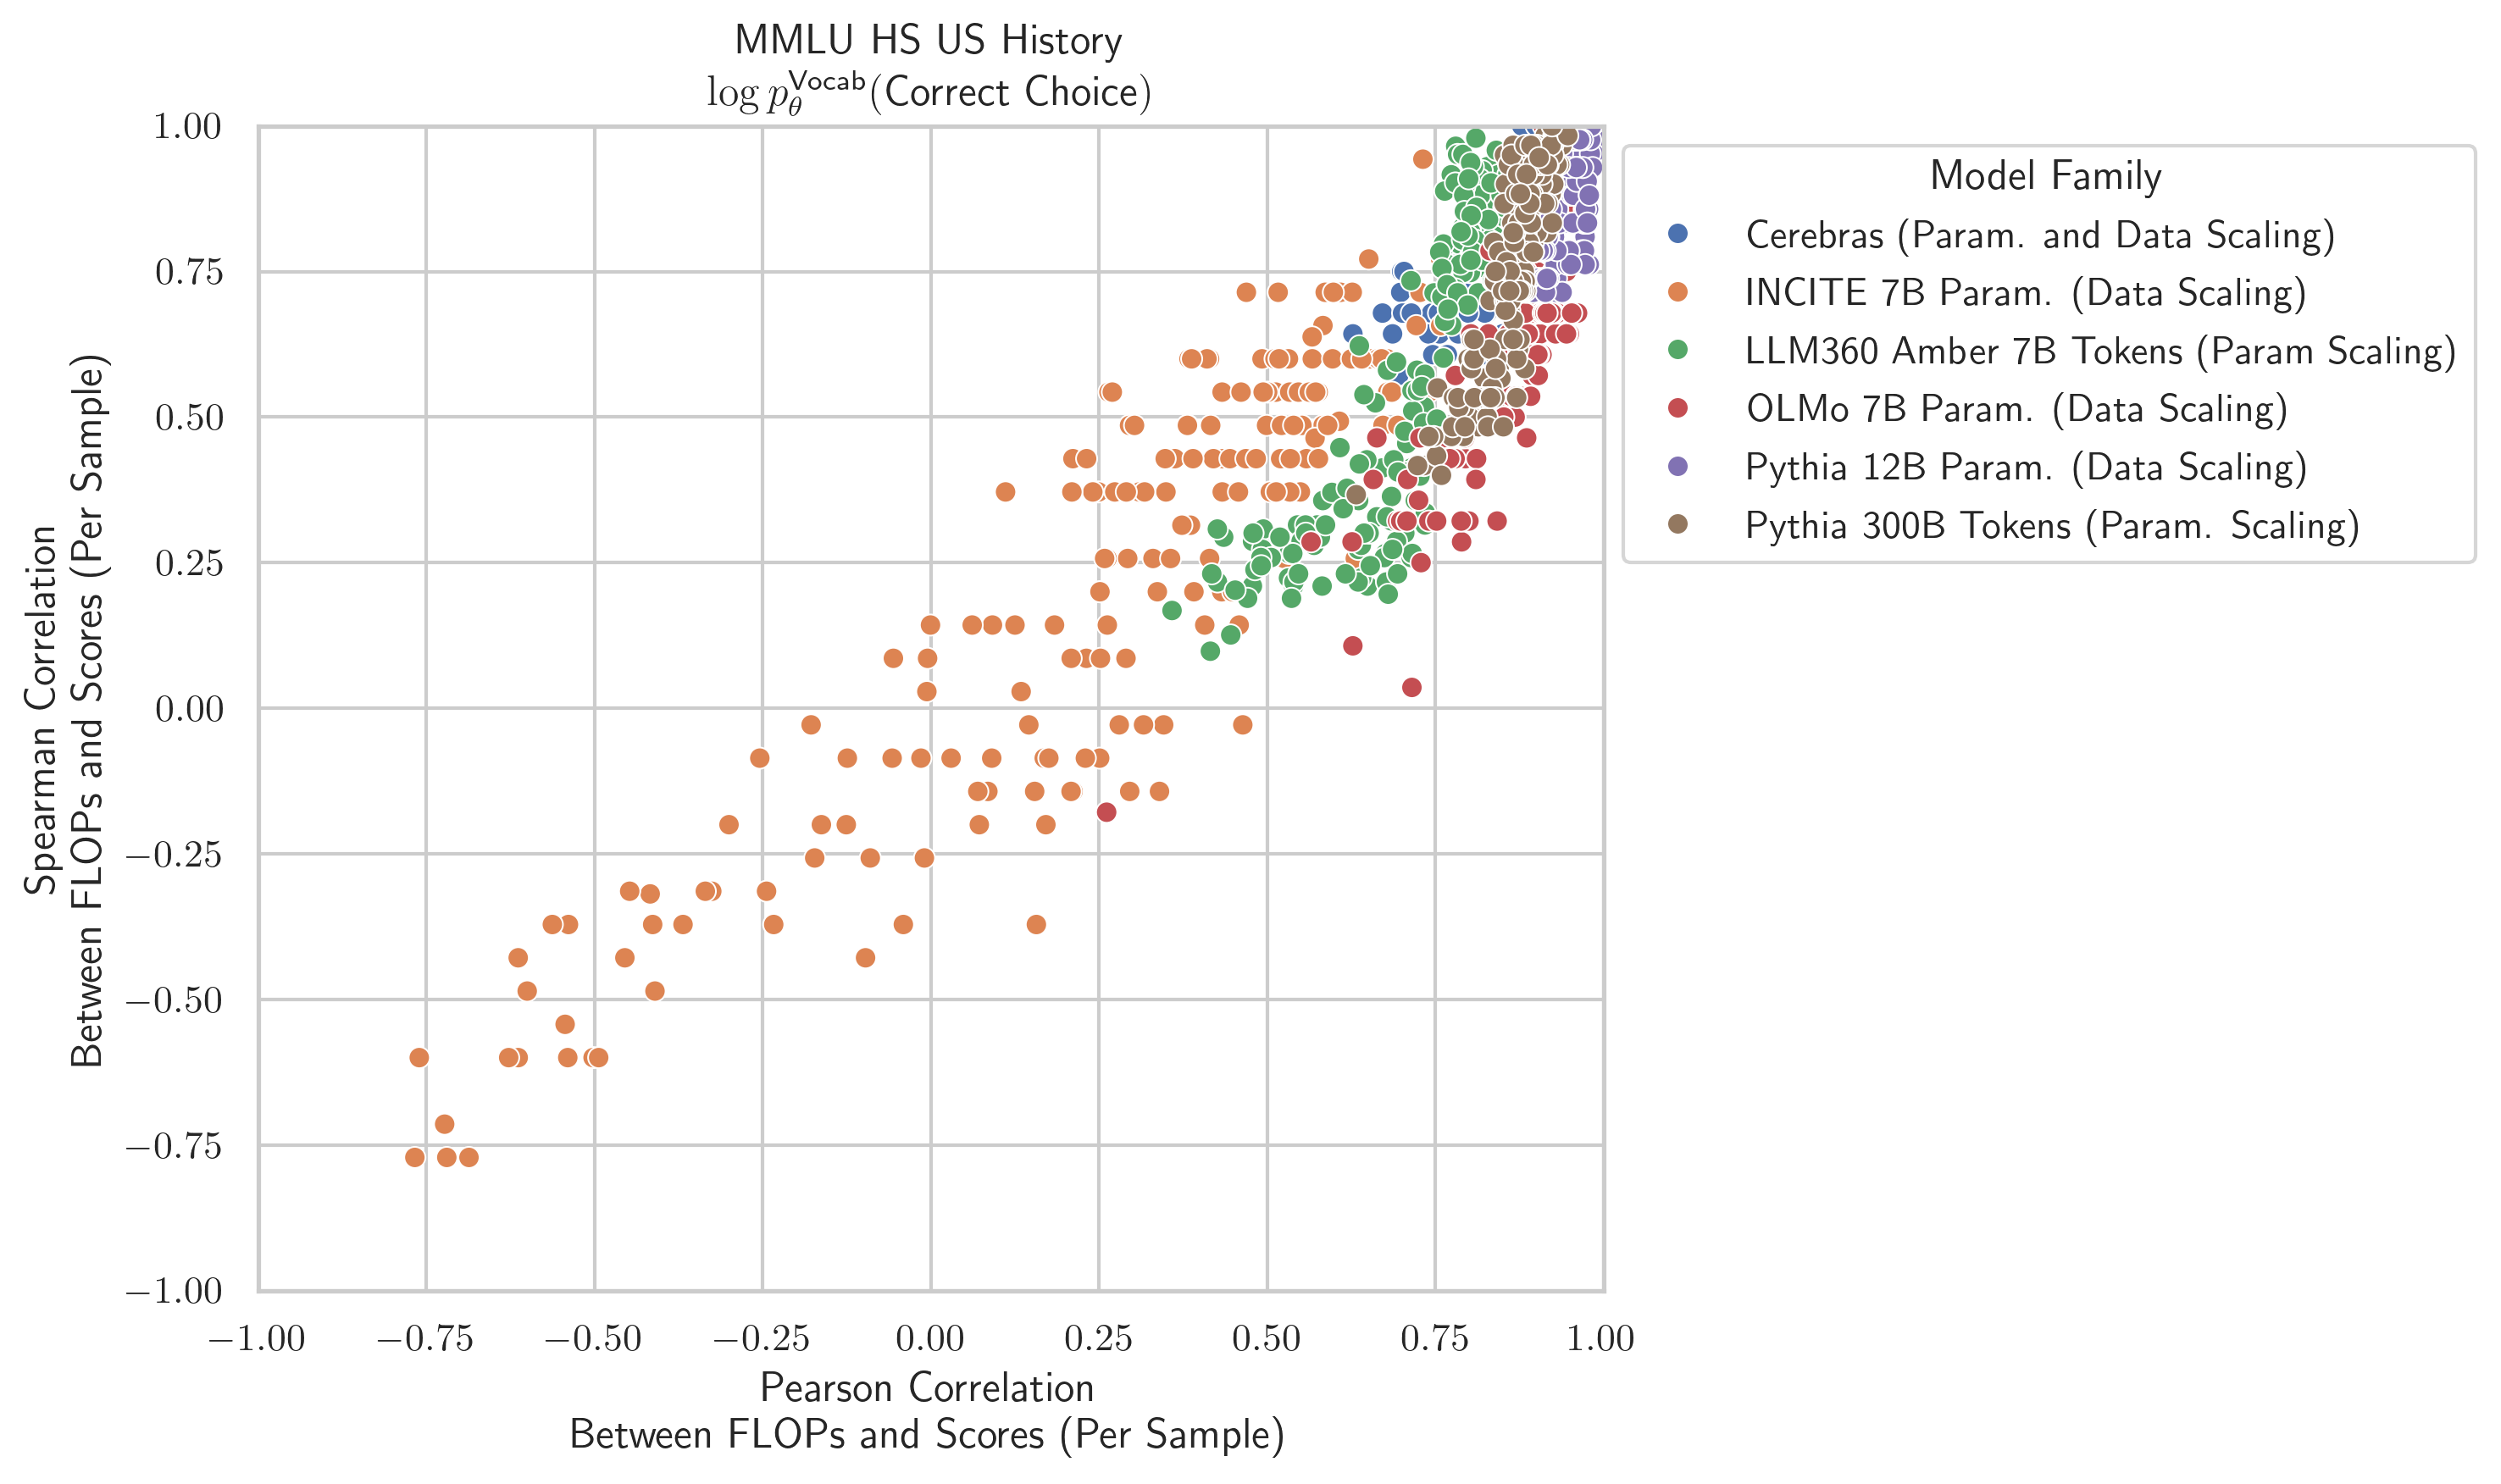 MMLU HS US History
log p_θ^Vocab(Correct Choice)
Spearman Correlation
Between FLOPs and Scores (Per Sample)
1.00
0.75
0.50
0.25
0.00
−0.25
−0.50
−0.75
−1.00
−1.00 −0.75 −0.50 −0.25 0.00 0.25 0.50 0.75 1.00
Pearson Correlation
Between FLOPs and Scores (Per Sample)
Model Family
Cerebras (Param. and Data Scaling)
INCITE 7B Param. (Data Scaling)
LLM360 Amber 7B Tokens (Param Scaling)
OLMo 7B Param. (Data Scaling)
Pythia 12B Param. (Data Scaling)
Pythia 300B Tokens (Param. Scaling)